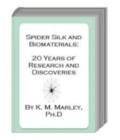 Spider Silk and
Biomaterials:
20 Years of
Research and
Discoveries
By K. M. Marley,
Ph.D